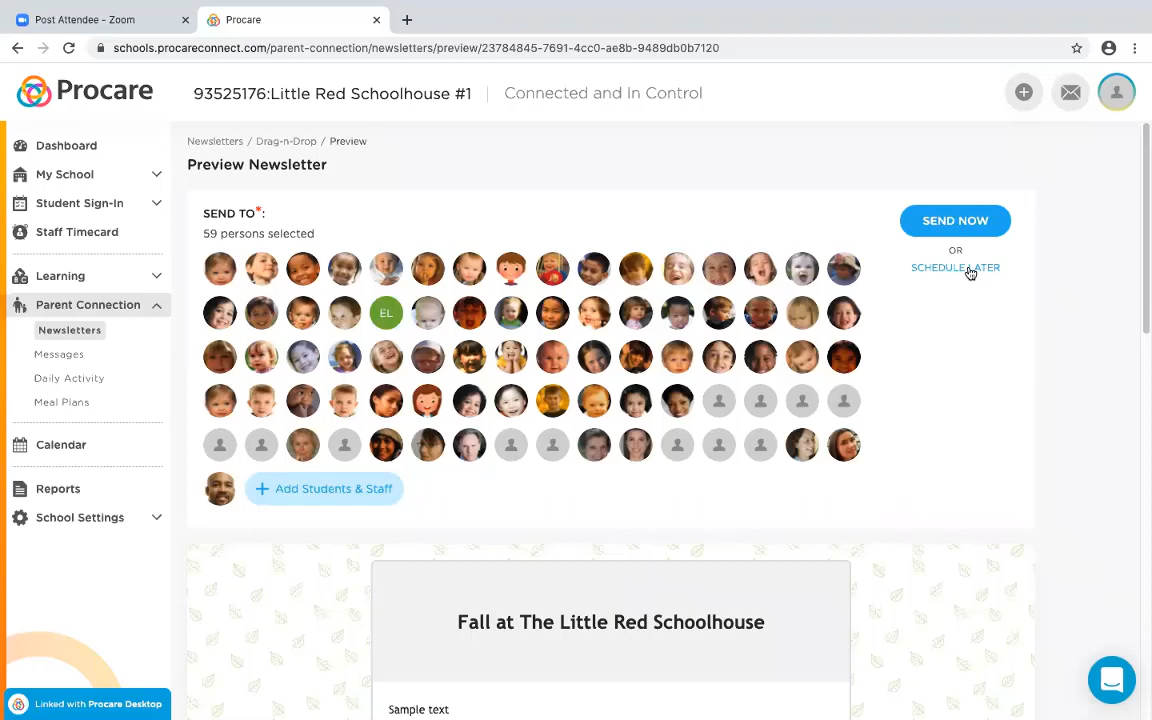 Post Attendee - Zoom
Procare
schools.procareconnect.com/parent-connection/newsletters/preview/23784845-7691-4cc0-ae8b-9489db0b7120
Procare
93525176:Little Red Schoolhouse #1
Connected and In Control
Dashboard
My School
Student Sign-In
Staff Timecard
Learning
Parent Connection
Newsletters
Messages
Daily Activity
Meal Plans
Calendar
Reports
School Settings
Linked with Procare Desktop
Newsletters / Drag-n-Drop / Preview
Preview Newsletter
SEND TO*:
59 persons selected
SEND NOW
OR
SCHEDULE LATER
EL
+ Add Students & Staff
Fall at The Little Red Schoolhouse
Sample text